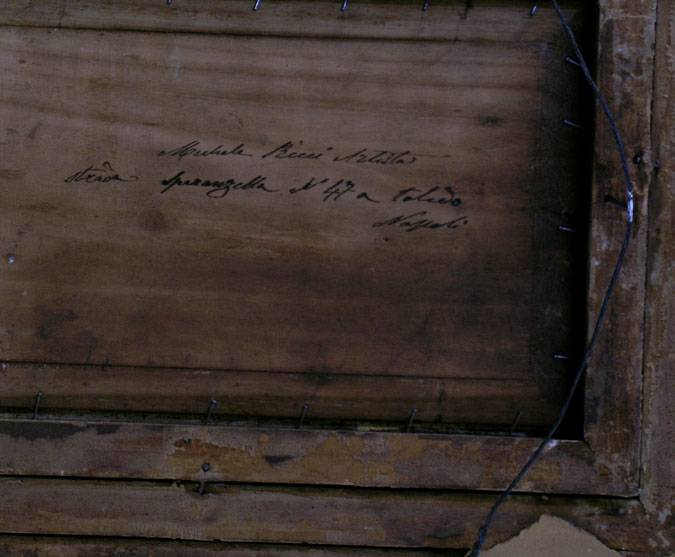 Michele Ricci Artista
strada Speranzella N 47 a toledo
Napoli